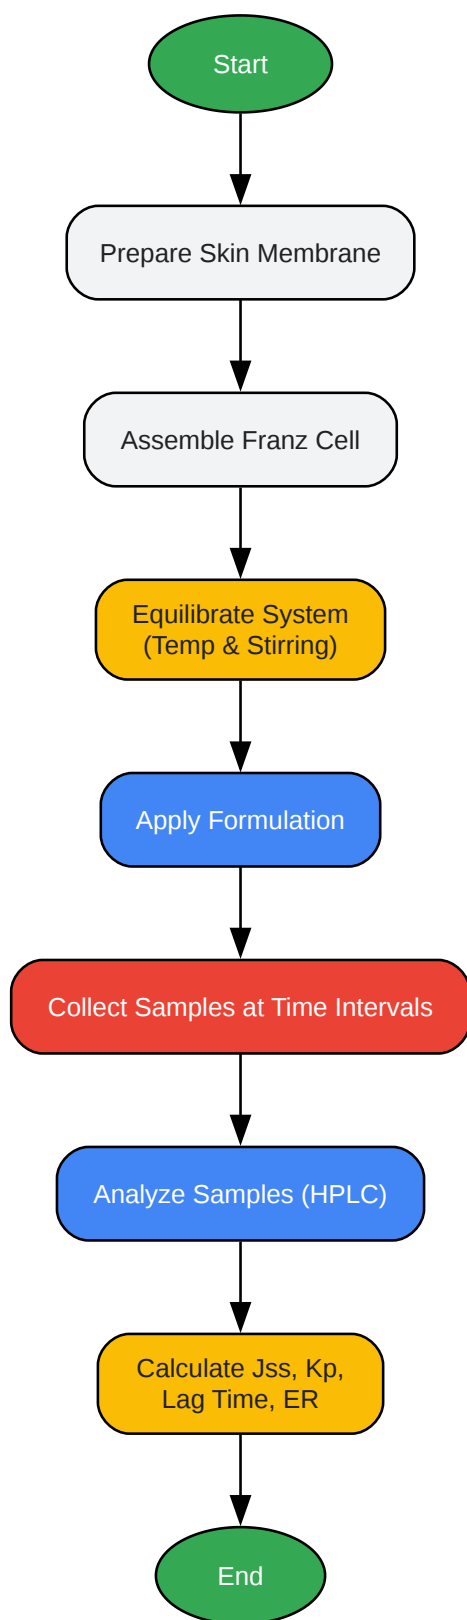 Start
Prepare Skin Membrane
Assemble Franz Cell
Equilibrate System
(Temp & Stirring)
Apply Formulation
Collect Samples at Time Intervals
Analyze Samples (HPLC)
Calculate Jss, Kp,
Lag Time, ER
End